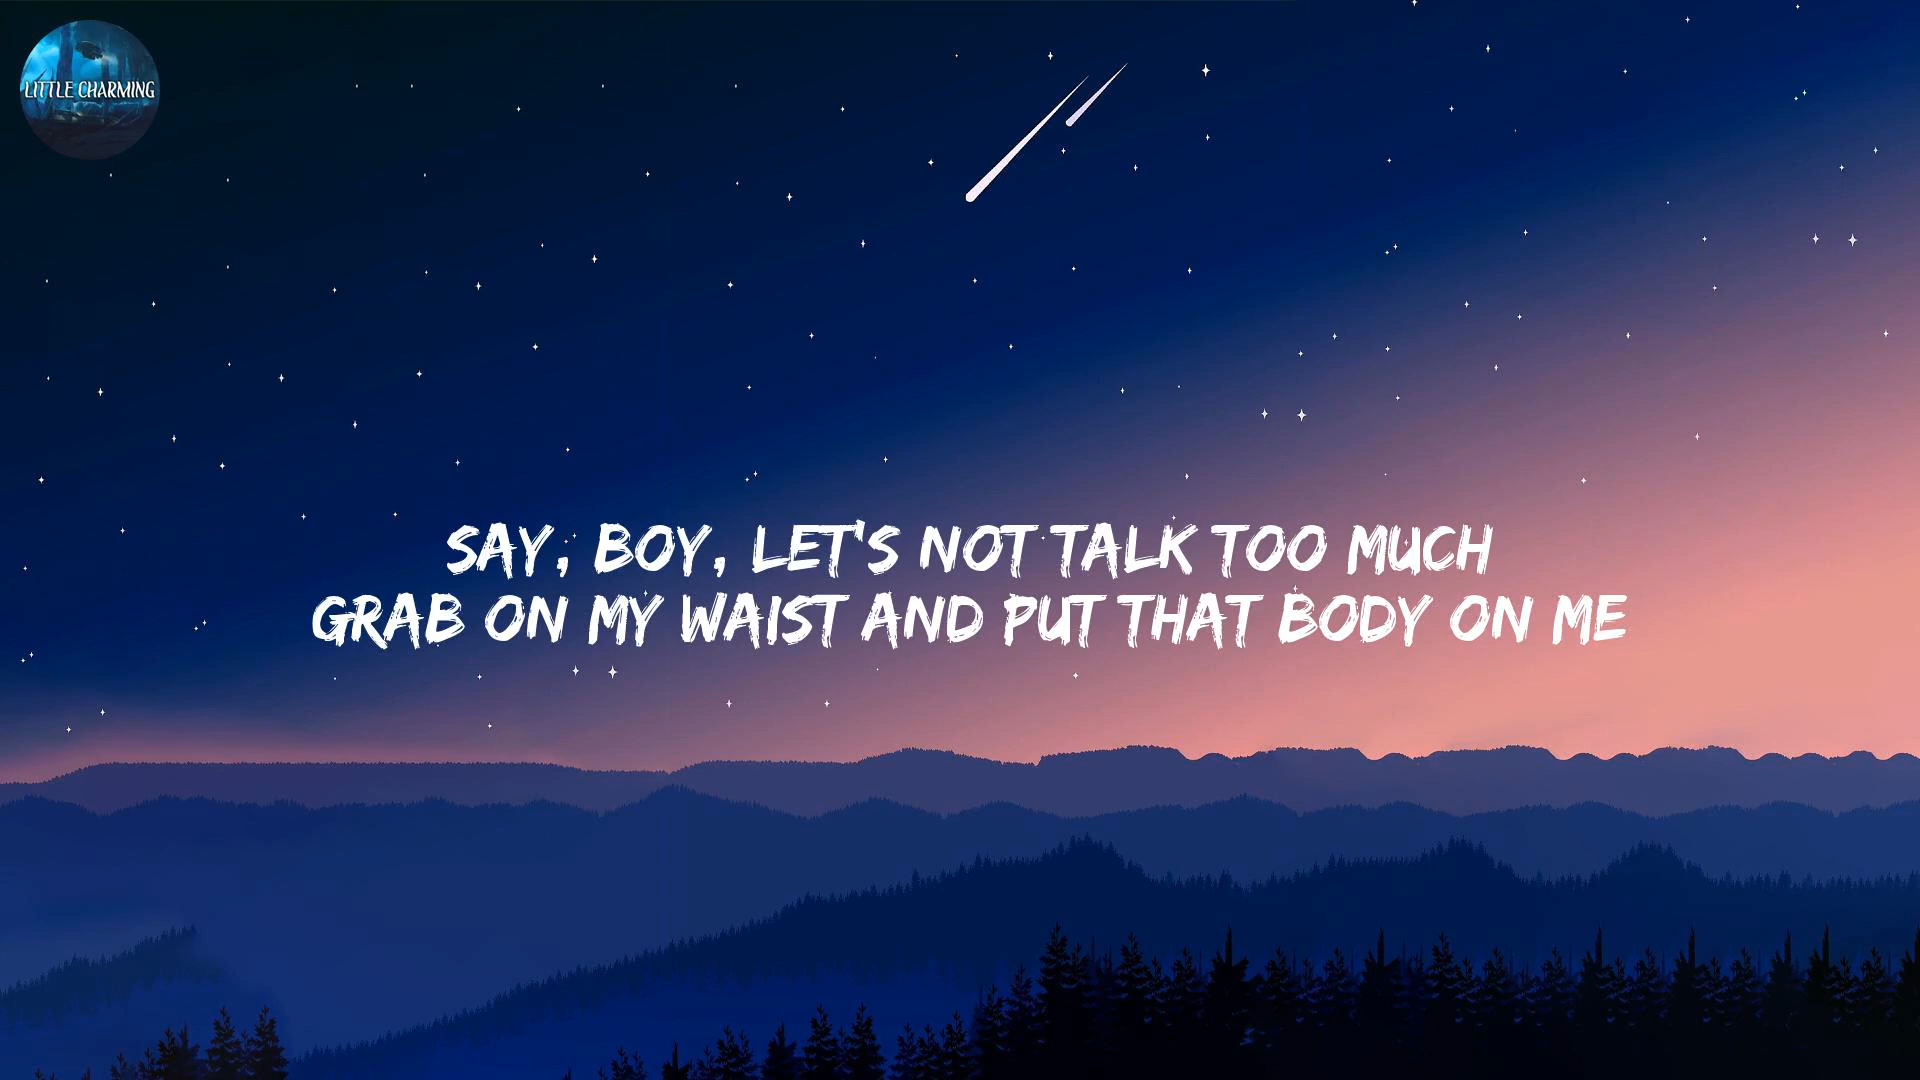 LITTLE CHARMING
SAY, BOY, LET'S NOT TALK TOO MUCH
GRAB ON MY WAIST AND PUT THAT BODY ON ME